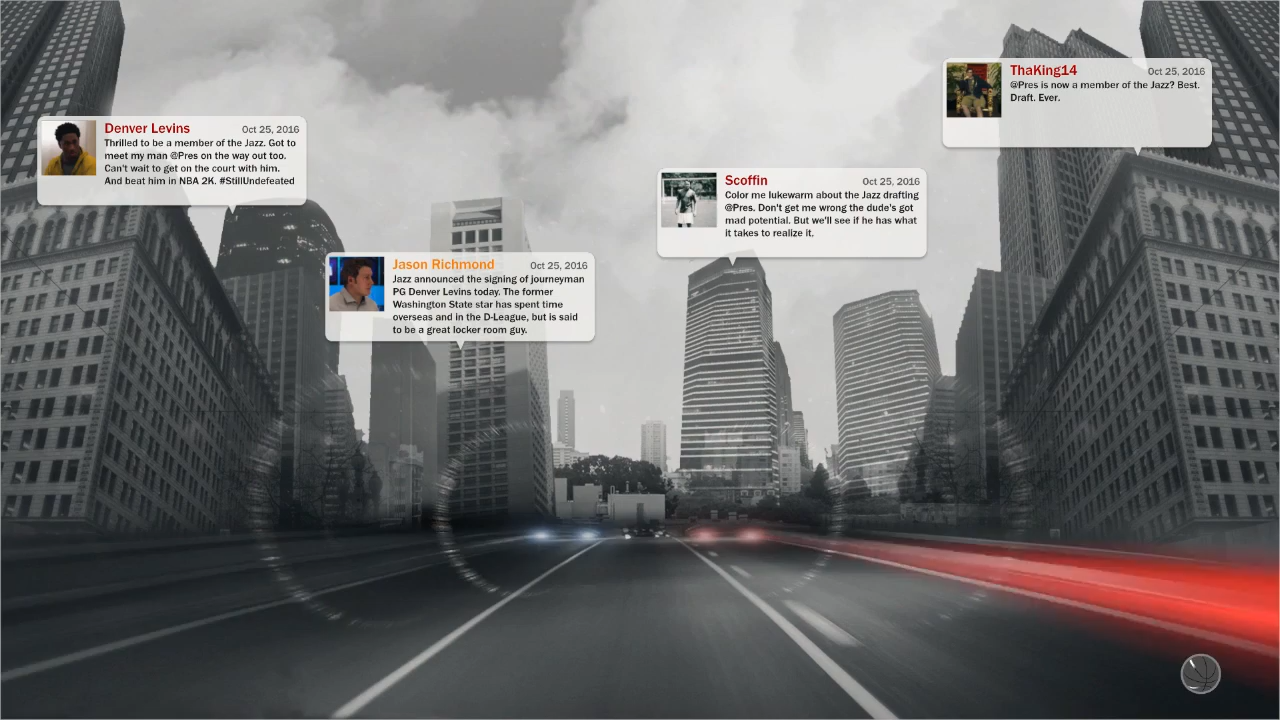 Denver Levins Oct 25, 2016
Thrilled to be a member of the Jazz. Got to
meet my man @Pres on the way out too.
Can't wait to get on the court with him.
And beat him in NBA 2K. #StillUndefeated
Jason Richmond Oct 25, 2016
Jazz announced the signing of journeyman
PG Denver Levins today. The former
Washington State star has spent time
overseas and in the D-League, but is said
to be a great locker room guy.
Scoffin Oct 25, 2016
Color me lukewarm about the Jazz drafting
@Pres. Don't get me wrong the dude's got
mad potential. But we'll see if he has what
it takes to realize it.
ThaKing14 Oct 25, 2016
@Pres is now a member of the Jazz? Best.
Draft. Ever.